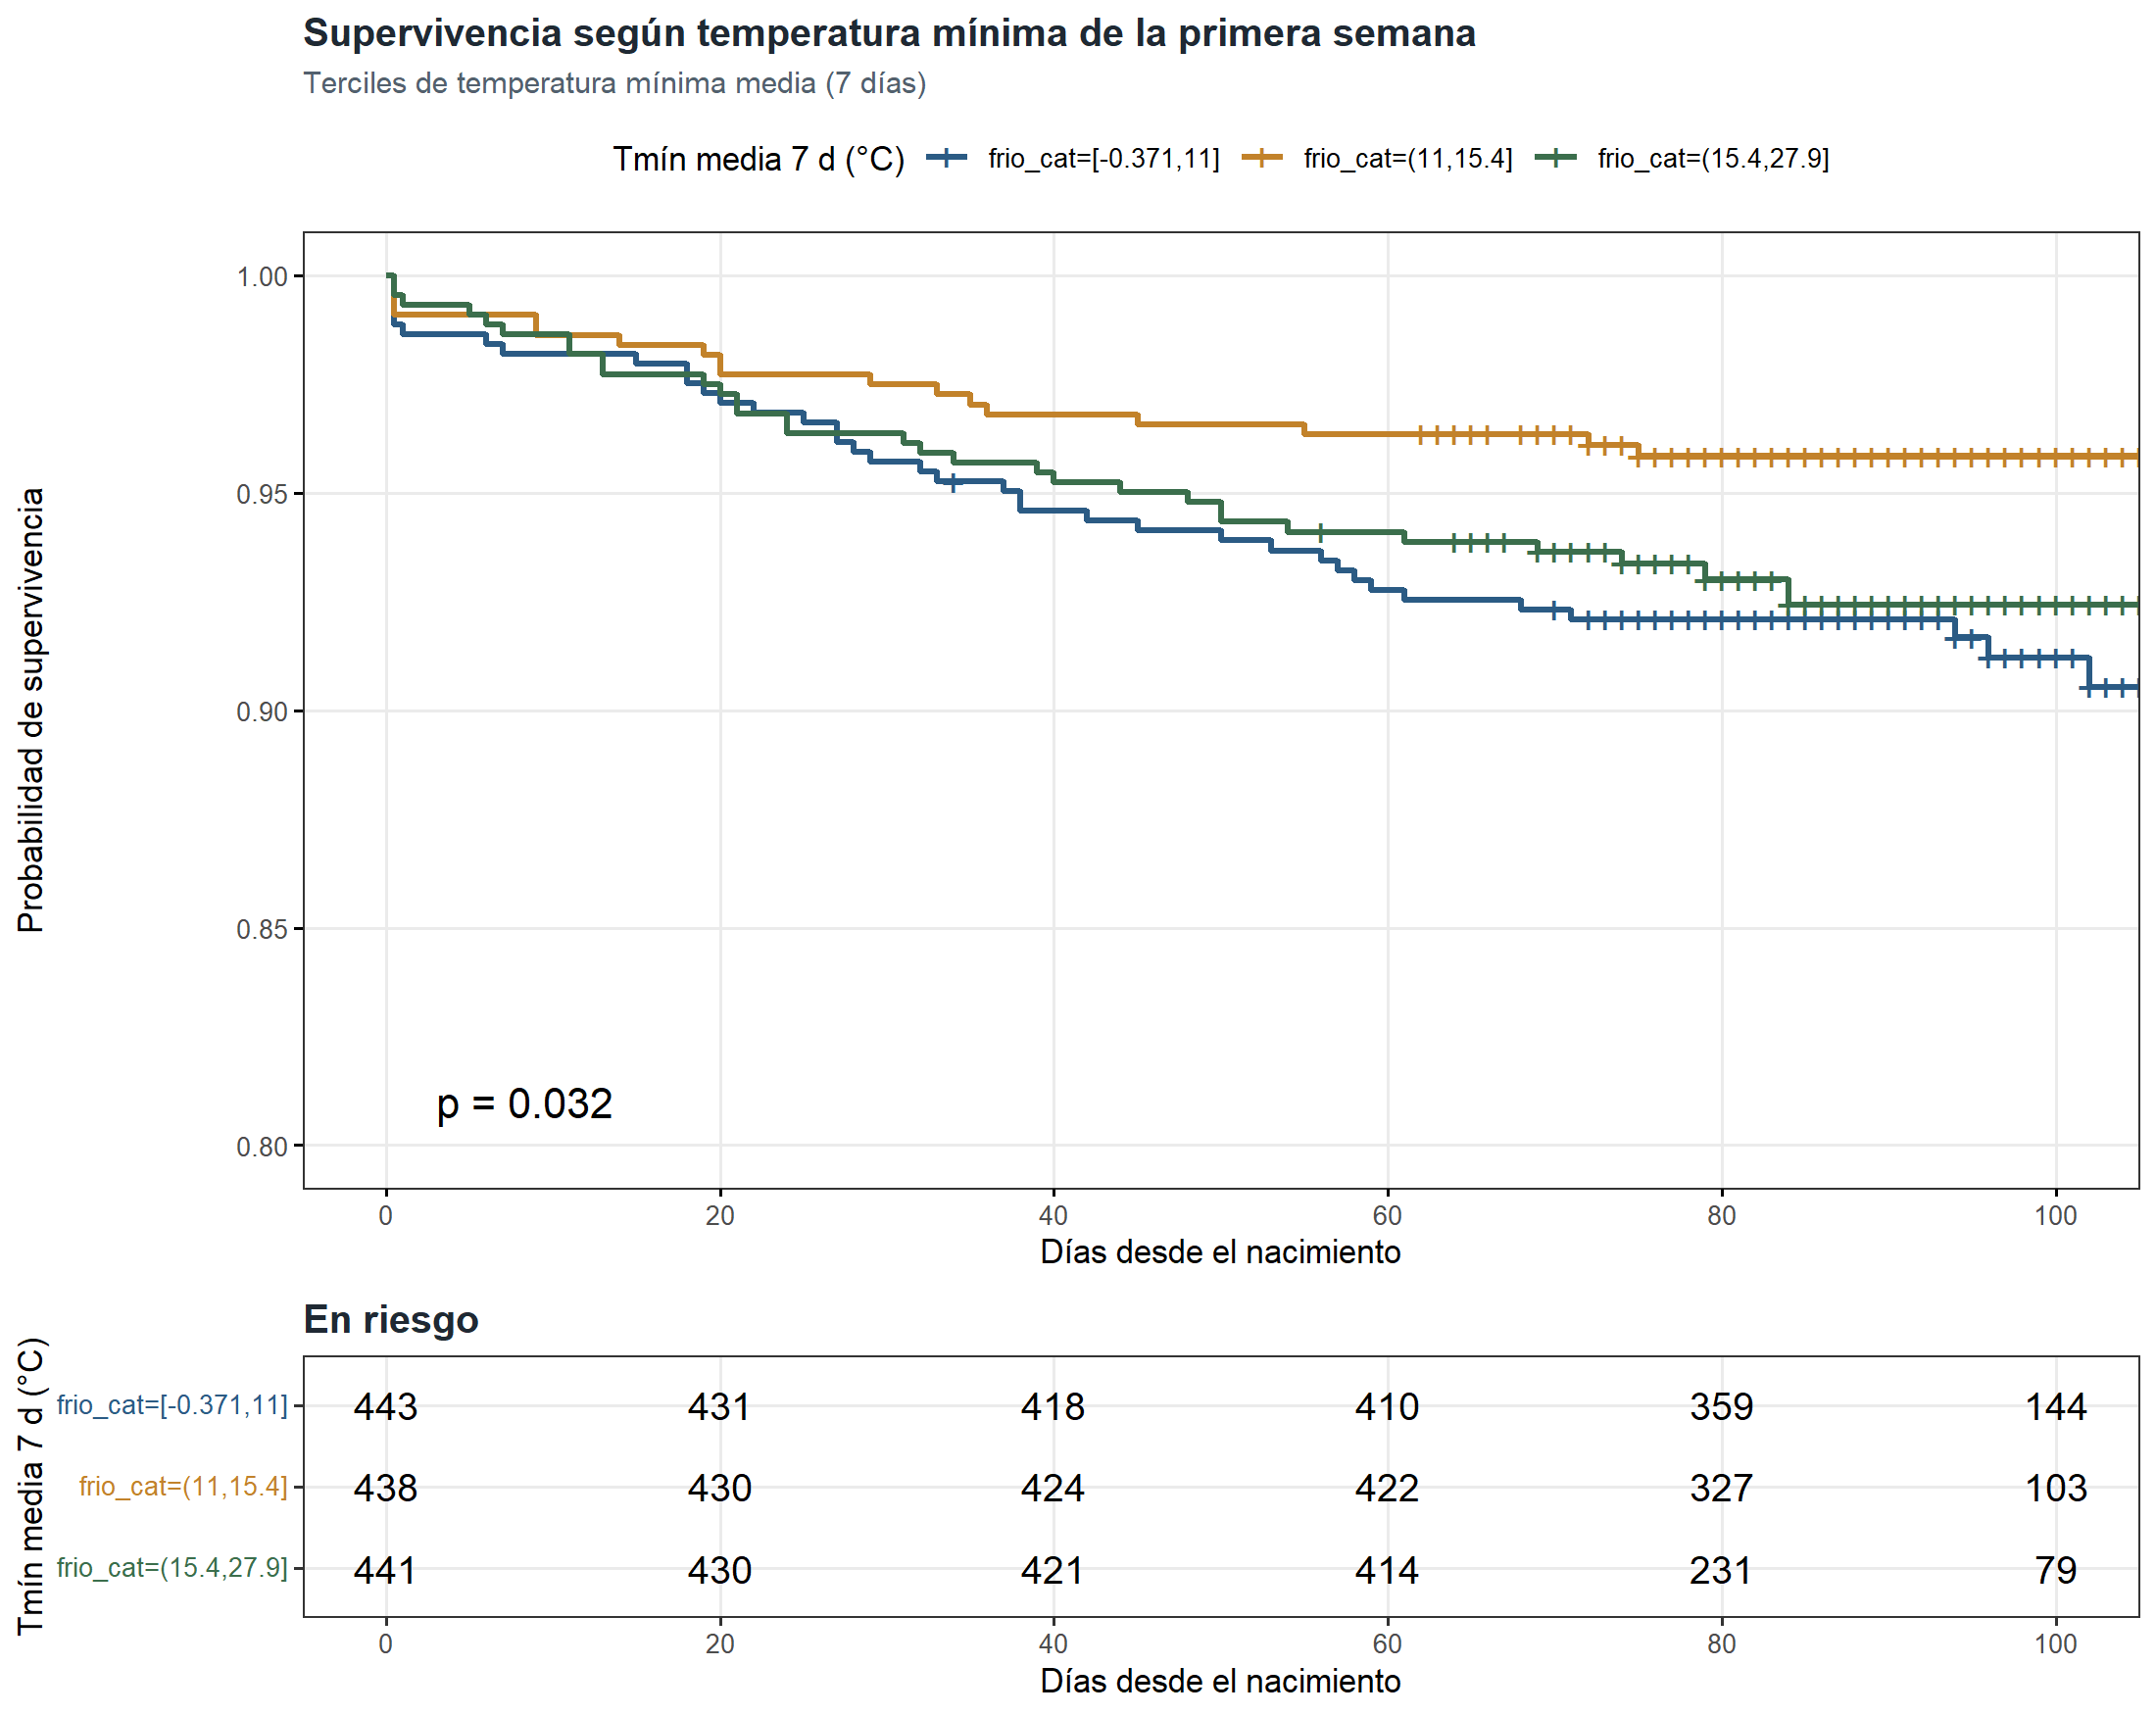 Supervivencia según temperatura mínima de la primera semana
Terciles de temperatura mínima media (7 días)
Tmín media 7 d (°C) frio_cat=[-0.371,11] frio_cat=(11,15.4] frio_cat=(15.4,27.9]
Probabilidad de supervivencia
1.00
0.95
0.90
0.85
0.80
p = 0.032
0 20 40 60 80 100
Días desde el nacimiento
En riesgo
Tmín media 7 d (°C)
frio_cat=[-0.371,11] 443 431 418 410 359 144
frio_cat=(11,15.4] 438 430 424 422 327 103
frio_cat=(15.4,27.9] 441 430 421 414 231 79
0 20 40 60 80 100
Días desde el nacimiento